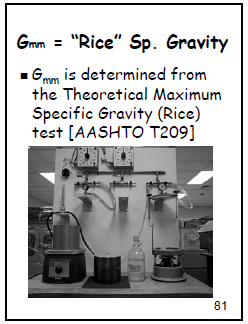 Gmm = “Rice” Sp. Gravity
■ Gmm is determined from
the Theoretical Maximum
Specific Gravity (Rice)
test [AASHTO T209]
81